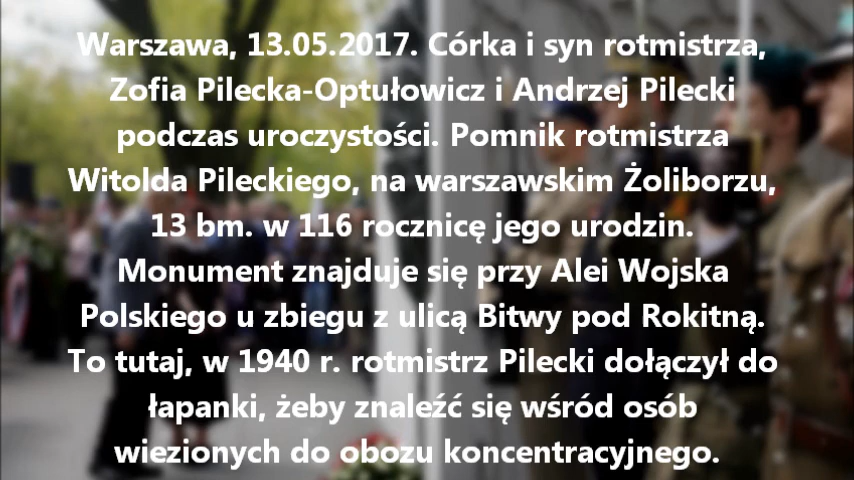 Warszawa, 13.05.2017. Córka i syn rotmistrza,
Zofia Pilecka-Optułowicz i Andrzej Pilecki
podczas uroczystości. Pomnik rotmistrza
Witolda Pileckiego, na warszawskim Żoliborzu,
13 bm. w 116 rocznicę jego urodzin.
Monument znajduje się przy Alei Wojska
Polskiego u zbiegu z ulicą Bitwy pod Rokitną.
To tutaj, w 1940 r. rotmistrz Pilecki dołączył do
łapanki, żeby znaleźć się wśród osób
wiezionych do obozu koncentracyjnego.